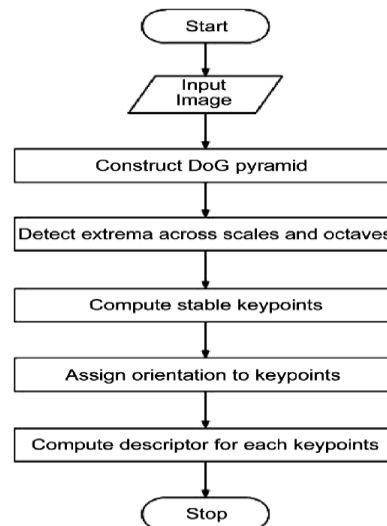 Start
Input
Image
Construct DoG pyramid
Detect extrema across scales and octaves
Compute stable keypoints
Assign orientation to keypoints
Compute descriptor for each keypoints
Stop